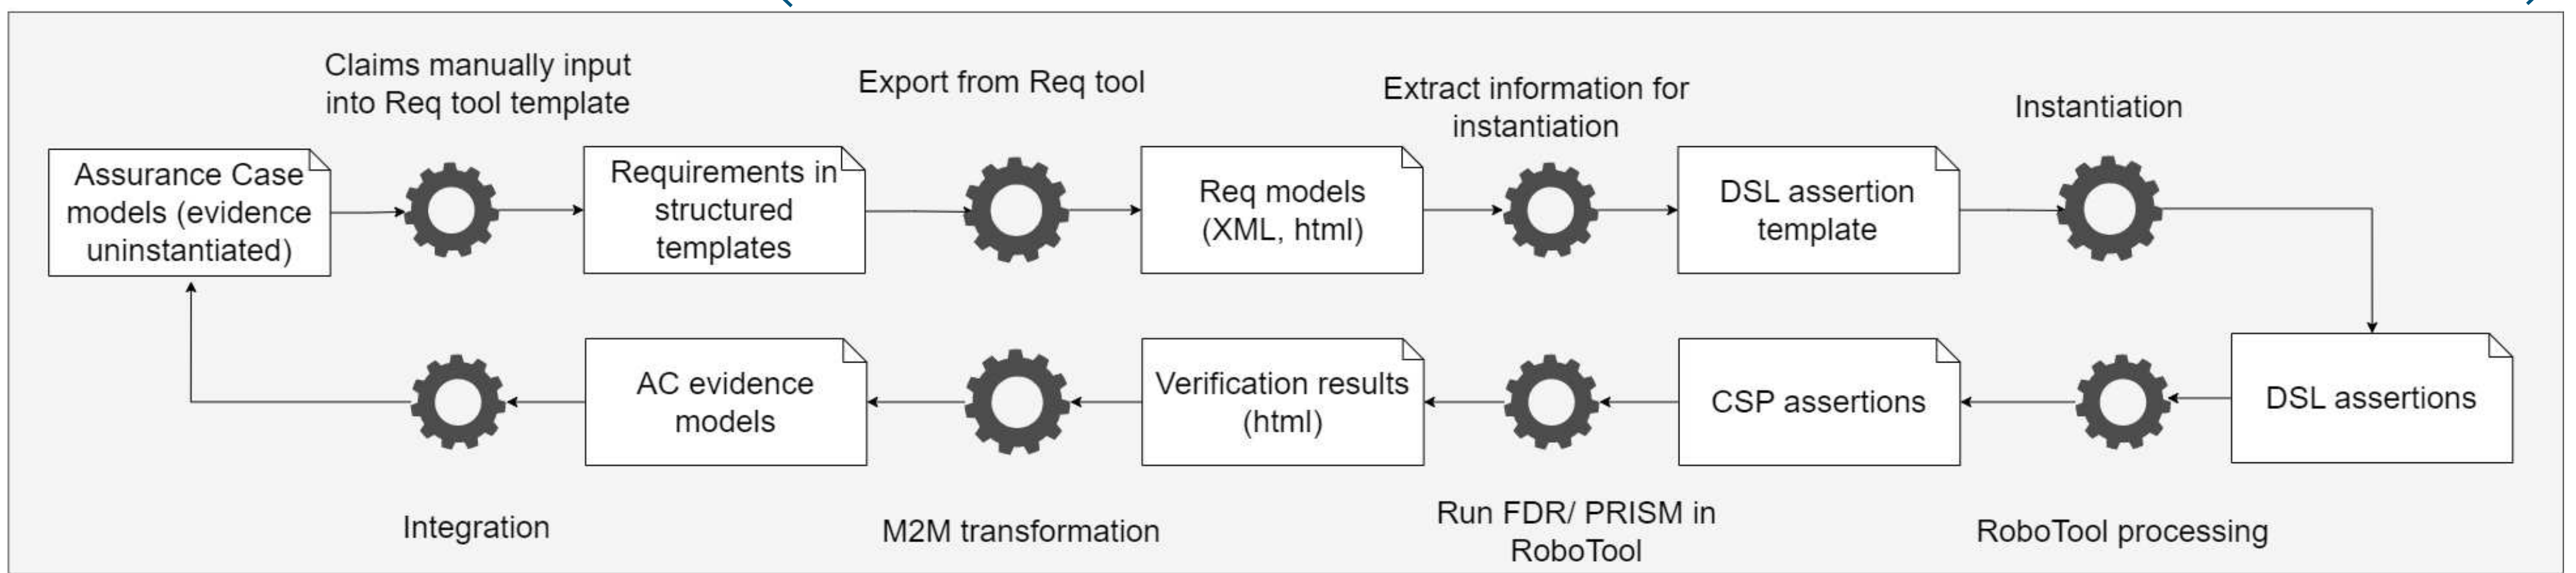 Claims manually input
into Req tool template
Export from Req tool
Extract information for
instantiation
Instantiation
Assurance Case
models (evidence
uninstantiated)
Requirements in
structured
templates
Req models
(XML, html)
DSL assertion
template
AC evidence
models
Verification results
(html)
CSP assertions
DSL assertions
Integration
M2M transformation
Run FDR/ PRISM in
RoboTool
RoboTool processing